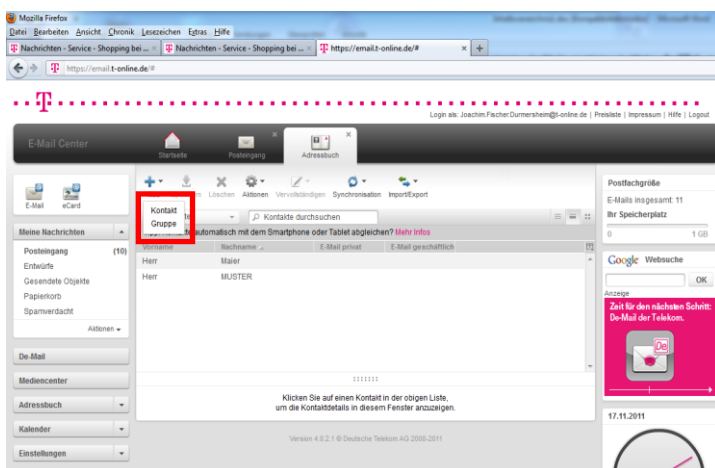 Mozilla Firefox
Datei Bearbeiten Ansicht Chronik Lesezeichen Extras Hilfe
Nachrichten - Service - Shopping bei ... × Nachrichten - Service - Shopping bei ... × https://email.t-online.de/# × +
https://email.t-online.de/#
Login als: Joachim.Fischer.Durmersheim@t-online.de | Preisliste | Impressum | Hilfe | Logout
E-Mail Center
Startseite Posteingang Adressbuch
Löschen Aktionen Vervollständigen Synchronisation Import/Export
Kontakt
Gruppe
Kontakte durchsuchen
automatisch mit dem Smartphone oder Tablet abgleichen? Mehr Infos
Vorname Nachname E-Mail privat E-Mail geschäftlich
Herr Maier
Herr MUSTER
Klicken Sie auf einen Kontakt in der obigen Liste,
um die Kontaktdetails in diesem Fenster anzuzeigen.
Version 4.8.2.1 © Deutsche Telekom AG 2008-2011
E-Mail eCard
Meine Nachrichten
Posteingang (10)
Entwürfe
Gesendete Objekte
Papierkorb
Spamverdacht
Aktionen
De-Mail
Mediencenter
Adressbuch
Kalender
Einstellungen
Postfachgröße
E-Mails insgesamt: 11
Ihr Speicherplatz
0 1 GB
Google Websuche
OK
Anzeige
Zeit für den nächsten Schritt:
De-Mail der Telekom.
De
17.11.2011